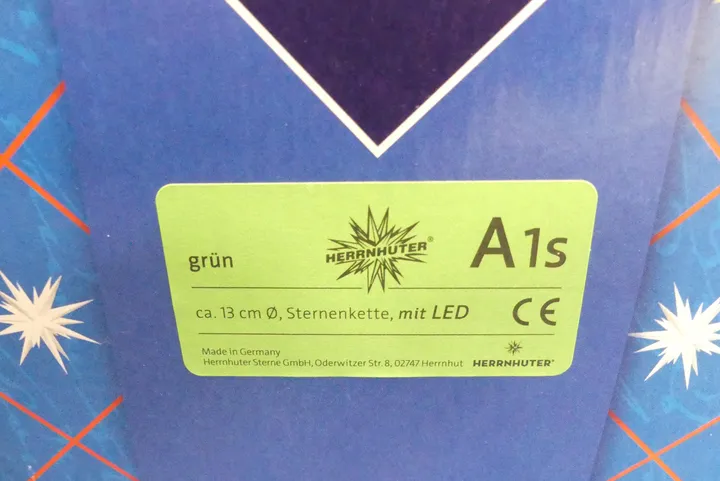 grün
HERRNHUTER®
A1s
ca. 13 cm Ø, Sternenkette, mit LED
CE
Made in Germany
Herrnhuter Sterne GmbH, Oderwitzer Str. 8, 02747 Herrnhut
HERRNHUTER®